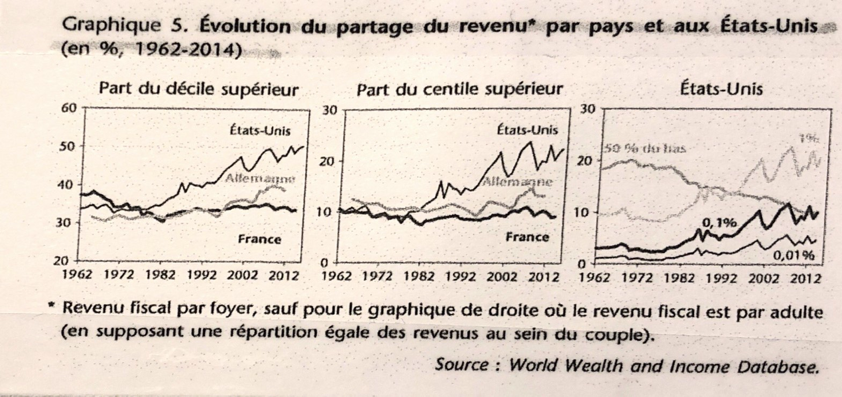 Graphique 5. Évolution du partage du revenu* par pays et aux États-Unis
(en %, 1962-2014)
Part du décile supérieur
60
50
40
30
20
États-Unis
Allemagne
France
1962 1972 1982 1992 2002 2012
Part du centile supérieur
30
20
10
0
États-Unis
Allemagne
France
1962 1972 1982 1992 2002 2012
États-Unis
30
20
10
0
50 % du bas
1%
0,1%
0,01%
1962 1972 1982 1992 2002 2012
* Revenu fiscal par foyer, sauf pour le graphique de droite où le revenu fiscal est par adulte
(en supposant une répartition égale des revenus au sein du couple).
Source : World Wealth and Income Database.